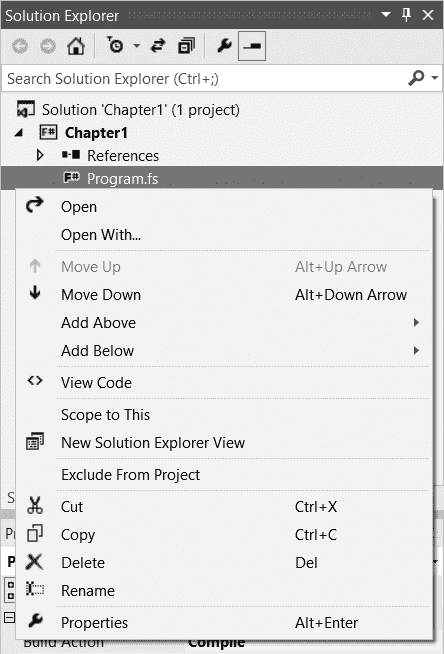 Solution Explorer
Search Solution Explorer (Ctrl+;)
Solution 'Chapter1' (1 project)
F# Chapter1
References
F# Program.fs
Open
Open With...
Move Up Alt+Up Arrow
Move Down Alt+Down Arrow
Add Above
Add Below
View Code
Scope to This
New Solution Explorer View
Exclude From Project
Cut Ctrl+X
Copy Ctrl+C
Delete Del
Rename
Properties Alt+Enter
Build Action Compile